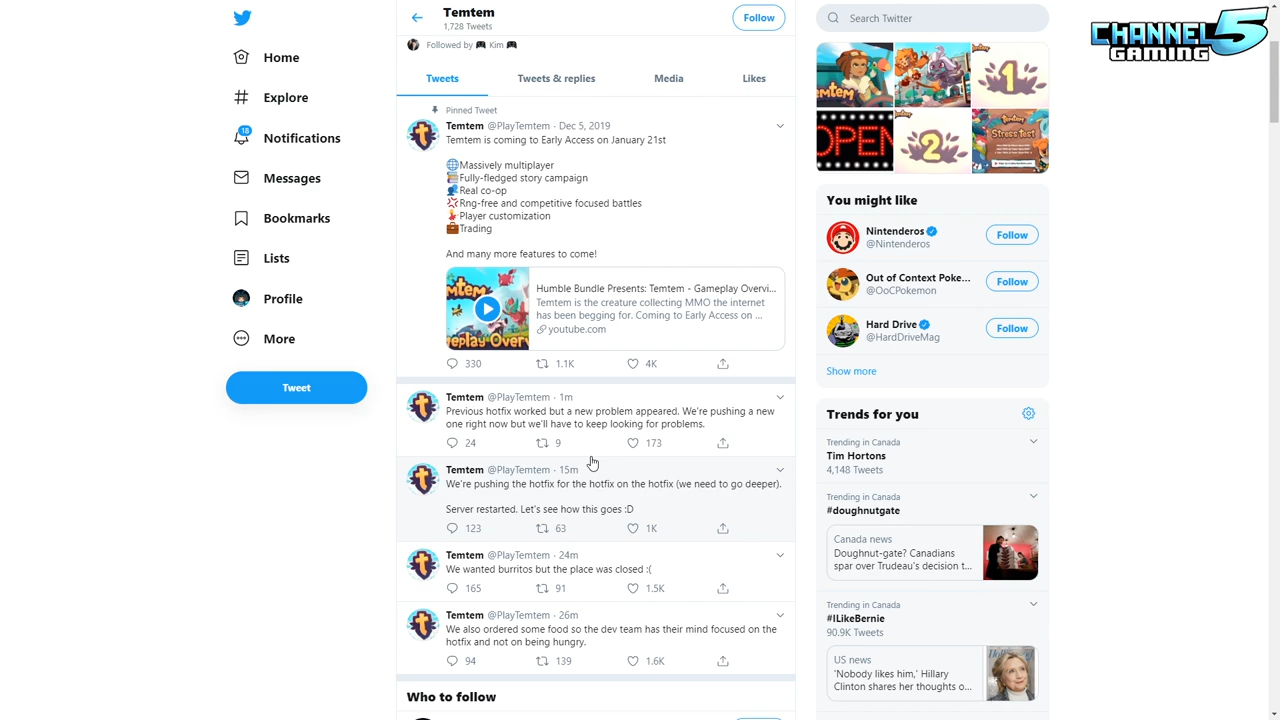 Home
Explore
18
Notifications
Messages
Bookmarks
Lists
Profile
More
Tweet
Temtem
1,728 Tweets
Follow
Followed by 🎮 Kim 🎮
Tweets
Tweets & replies
Media
Likes
Pinned Tweet
Temtem @PlayTemtem · Dec 5, 2019
Temtem is coming to Early Access on January 21st
Massively multiplayer
Fully-fledged story campaign
Real co-op
Rng-free and competitive focused battles
Player customization
Trading
And many more features to come!
Humble Bundle Presents: Temtem - Gameplay Overvi...
Temtem is the creature collecting MMO the internet
has been begging for. Coming to Early Access on ...
youtube.com
330
1.1K
4K
Temtem @PlayTemtem · 1m
Previous hotfix worked but a new problem appeared. We're pushing a new
one right now but we'll have to keep looking for problems.
24
9
173
Temtem @PlayTemtem · 15m
We're pushing the hotfix for the hotfix on the hotfix (we need to go deeper).
Server restarted. Let's see how this goes :D
123
63
1K
Temtem @PlayTemtem · 24m
We wanted burritos but the place was closed :(
165
91
1.5K
Temtem @PlayTemtem · 26m
We also ordered some food so the dev team has their mind focused on the
hotfix and not on being hungry.
94
139
1.6K
Who to follow
Search Twitter
1
OPEN
2
Stress Test
You might like
Nintenderos
@Nintenderos
Follow
Out of Context Poke...
@OoCPokemon
Follow
Hard Drive
@HardDriveMag
Follow
Show more
Trends for you
Trending in Canada
Tim Hortons
4,148 Tweets
Trending in Canada
#doughnutgate
Canada news
Doughnut-gate? Canadians
spar over Trudeau's decision t...
Trending in Canada
#ILikeBernie
90.9K Tweets
US news
'Nobody likes him,' Hillary
Clinton shares her thoughts o...
CHANNEL 5
GAMING